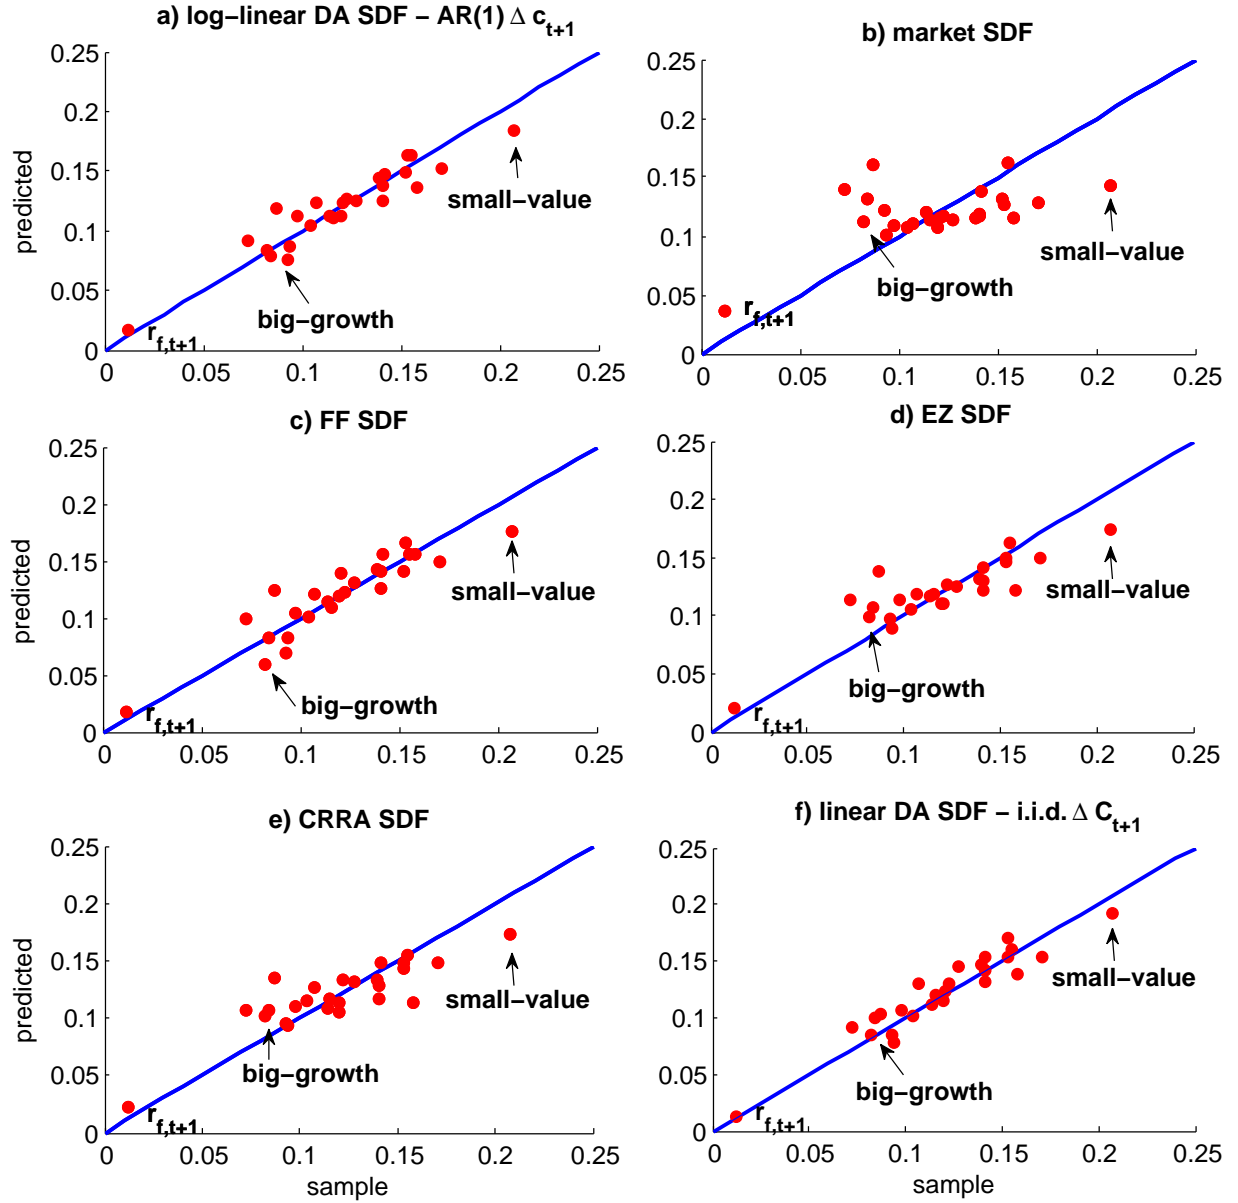 a) log−linear DA SDF − AR(1) Δ c_{t+1}
0.25
0.2
0.15
0.1
0.05
0
predicted
small−value
big−growth
r_{f,t+1}
0
0.05
0.1
0.15
0.2
0.25
b) market SDF
0.25
0.2
0.15
0.1
0.05
0
small−value
big−growth
r_{f,t+1}
0
0.05
0.1
0.15
0.2
0.25
c) FF SDF
0.25
0.2
0.15
0.1
0.05
0
predicted
small−value
big−growth
r_{f,t+1}
0
0.05
0.1
0.15
0.2
0.25
d) EZ SDF
0.25
0.2
0.15
0.1
0.05
0
small−value
big−growth
r_{f,t+1}
0
0.05
0.1
0.15
0.2
0.25
e) CRRA SDF
0.25
0.2
0.15
0.1
0.05
0
predicted
small−value
big−growth
r_{f,t+1}
0
0.05
0.1
0.15
0.2
0.25
sample
f) linear DA SDF − i.i.d. Δ C_{t+1}
0.25
0.2
0.15
0.1
0.05
0
small−value
big−growth
r_{f,t+1}
0
0.05
0.1
0.15
0.2
0.25
sample